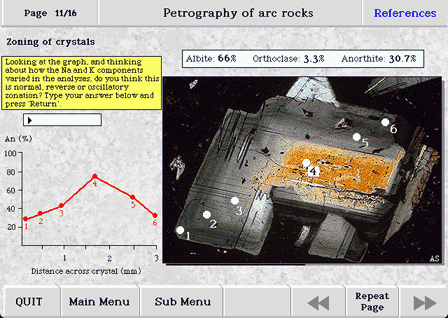 Page 11/16
Petrography of arc rocks
References
Zoning of crystals
Albite: 66% Orthoclase: 3.3% Anorthite: 30.7%
Looking at the graph, and thinking
about how the Na and K components
varied in the analyses, do you think this
is normal, reverse or oscillatory
zonation? Type your answer below and
press 'Return'.
An (%)
100
80
60
40
20
1
2
3
4
5
6
1
2
3
Distance across crystal (mm)
1
2
3
4
5
6
AS
QUIT
Main Menu
Sub Menu
Repeat
Page